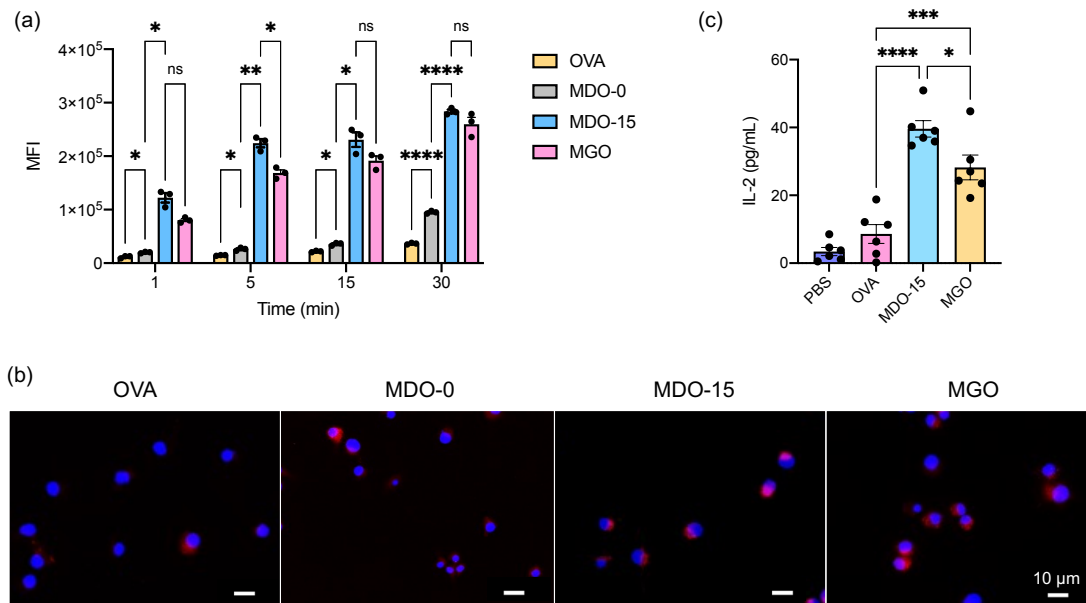 (a)
4×10⁵
3×10⁵
2×10⁵
1×10⁵
0
MFI
* ns
* ** *
* * ns
**** **** ns
1 5 15 30
Time (min)
OVA
MDO-0
MDO-15
MGO
(c)
***
**** *
60
40
20
0
IL-2 (pg/mL)
PBS
OVA
MDO-15
MGO
(b)
OVA MDO-0 MDO-15 MGO
10 µm